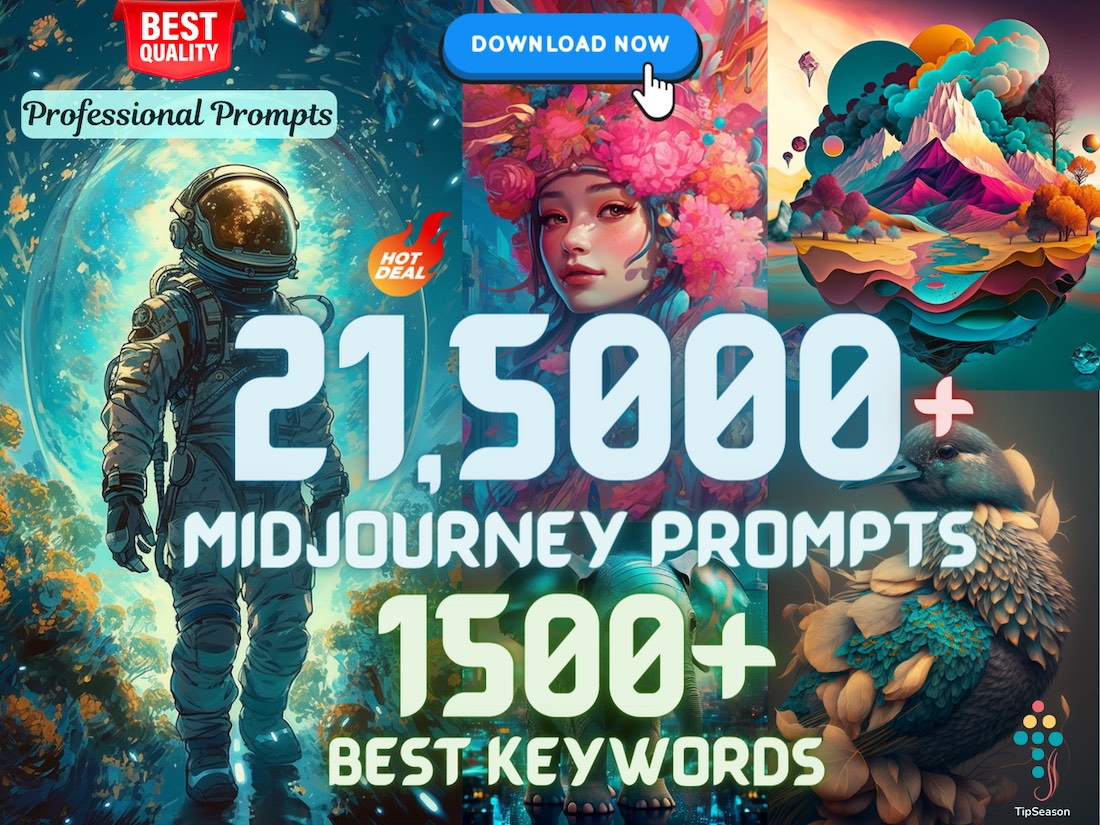 BEST
QUALITY
DOWNLOAD NOW
Professional Prompts
HOT
DEAL
21,5000+
MIDJOURNEY PROMPTS
1500+
BEST KEYWORDS
TipSeason